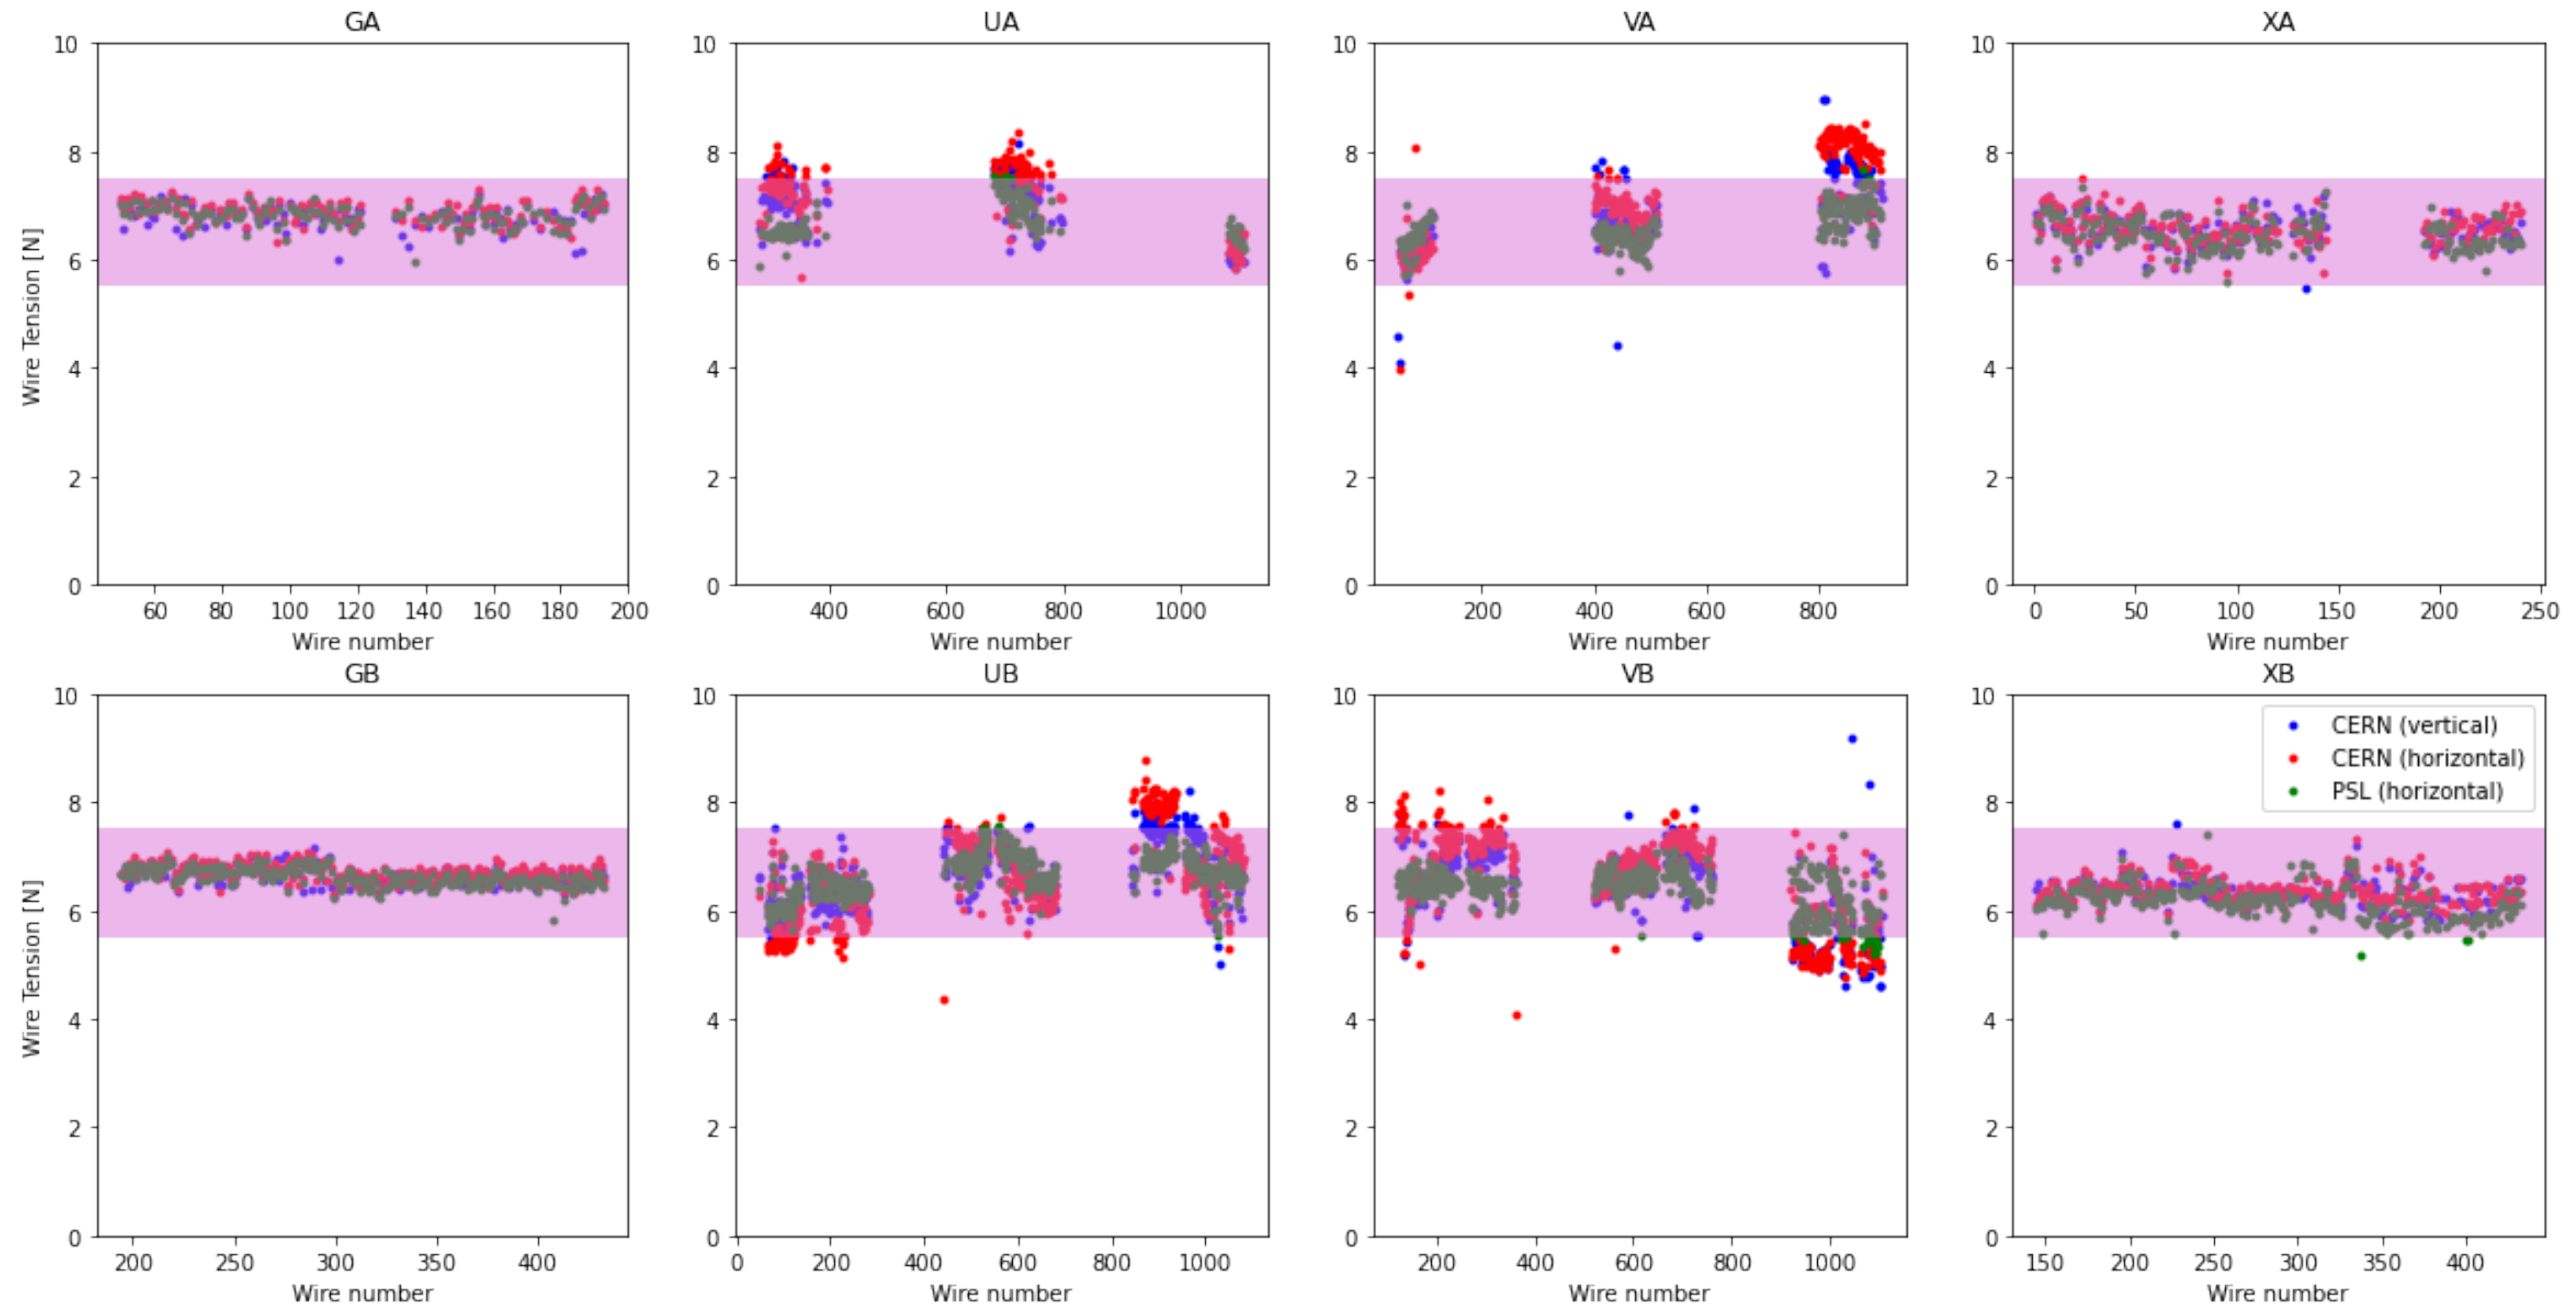 GA
UA
VA
XA
10
8
6
4
2
0
Wire Tension [N]
60 80 100 120 140 160 180 200
Wire number
10
8
6
4
2
0
400 600 800 1000
Wire number
10
8
6
4
2
0
200 400 600 800
Wire number
10
8
6
4
2
0
0 50 100 150 200 250
Wire number
GB
UB
VB
XB
10
8
6
4
2
0
Wire Tension [N]
200 250 300 350 400
Wire number
10
8
6
4
2
0
0 200 400 600 800 1000
Wire number
10
8
6
4
2
0
200 400 600 800 1000
Wire number
10
8
6
4
2
0
150 200 250 300 350 400
Wire number
CERN (vertical)
CERN (horizontal)
PSL (horizontal)